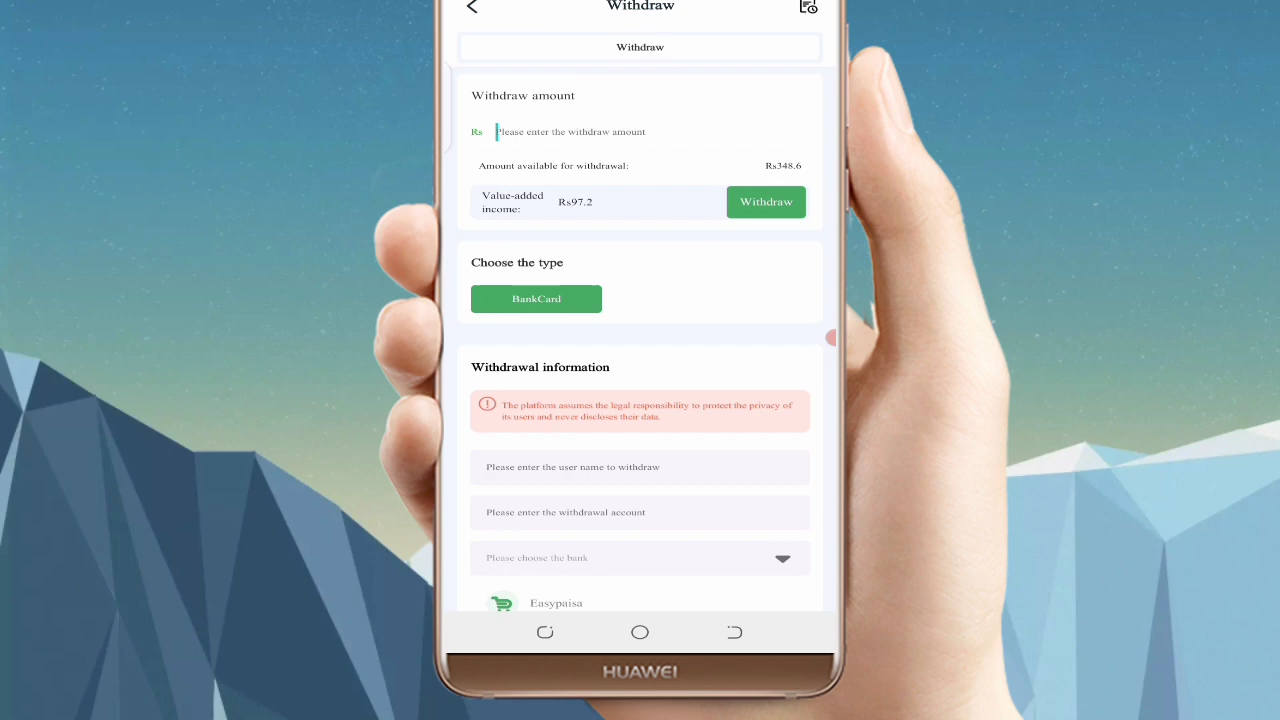 Withdraw
Withdraw
Withdraw amount
Rs Please enter the withdraw amount
Amount available for withdrawal: Rs348.6
Value-added income: Rs97.2 Withdraw
Choose the type
BankCard
Withdrawal information
The platform assumes the legal responsibility to protect the privacy of
its users and never discloses their data.
Please enter the user name to withdraw
Please enter the withdrawal account
Please choose the bank
Easypaisa
HUAWEI